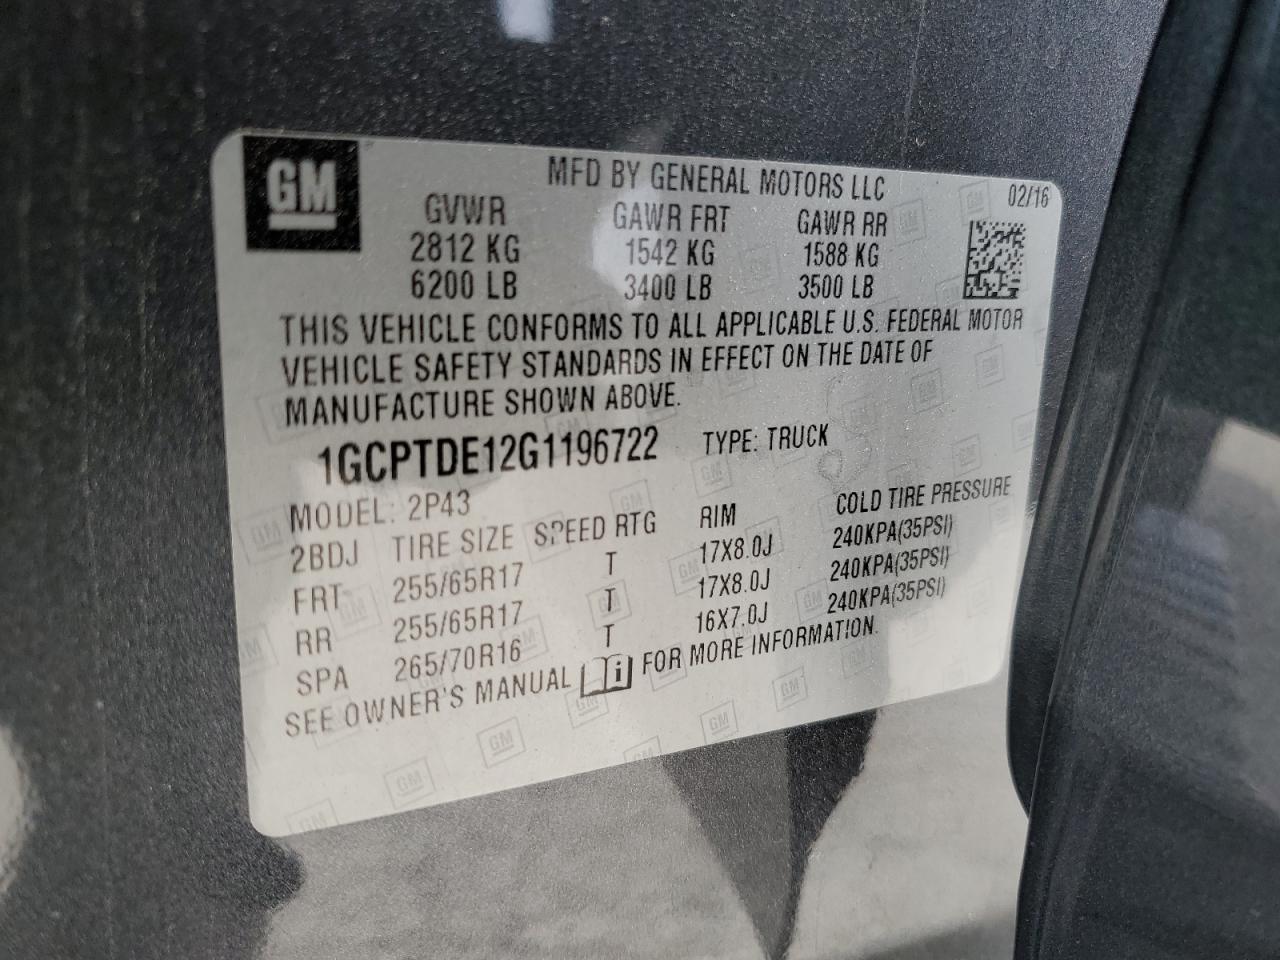 GM
MFD BY GENERAL MOTORS LLC
02/16
GVWR GAWR FRT GAWR RR
2812 KG 1542 KG 1588 KG
6200 LB 3400 LB 3500 LB
THIS VEHICLE CONFORMS TO ALL APPLICABLE U.S. FEDERAL MOTOR
VEHICLE SAFETY STANDARDS IN EFFECT ON THE DATE OF
MANUFACTURE SHOWN ABOVE.
1GCPTDE12G1196722 TYPE: TRUCK
MODEL: 2P43
2BDJ TIRE SIZE SPEED RTG RIM COLD TIRE PRESSURE
FRT 255/65R17 T 17X8.0J 240KPA(35PSI)
RR 255/65R17 T 17X8.0J 240KPA(35PSI)
SPA 265/70R16 T 16X7.0J 240KPA(35PSI)
SEE OWNER'S MANUAL i FOR MORE INFORMATION.